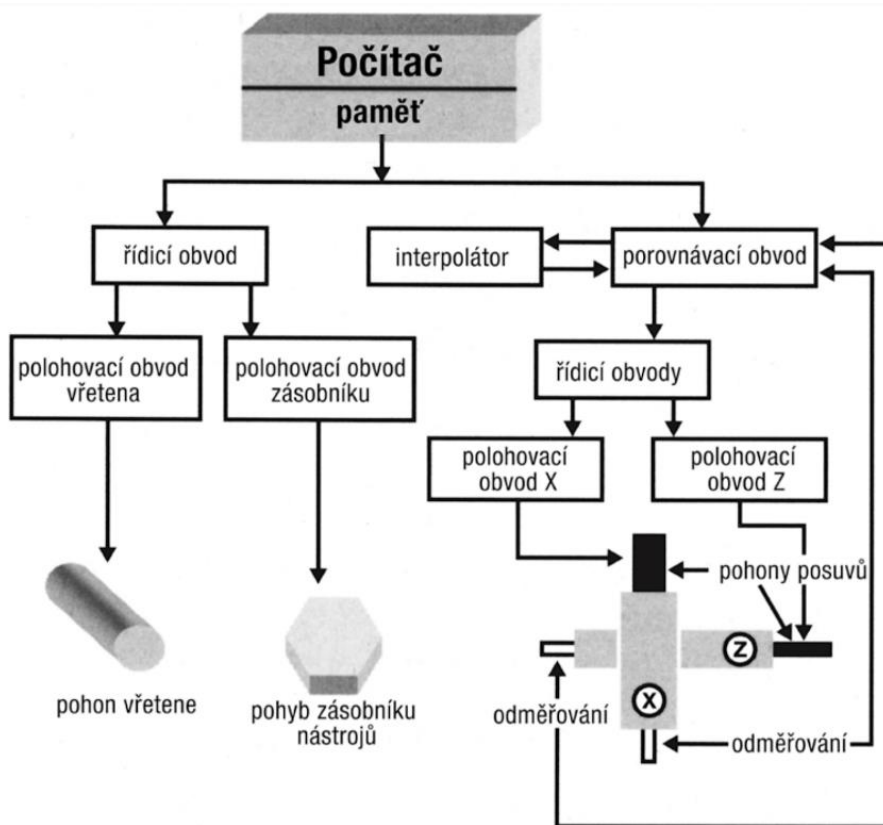 Počítač
paměť
řídicí obvod
interpolátor
porovnávací obvod
polohovací obvod
vřetena
polohovací obvod
zásobníku
řídicí obvody
polohovací
obvod X
polohovací
obvod Z
pohony posuvů
Z
X
odměřování
odměřování
pohon vřetene
pohyb zásobníku
nástrojů